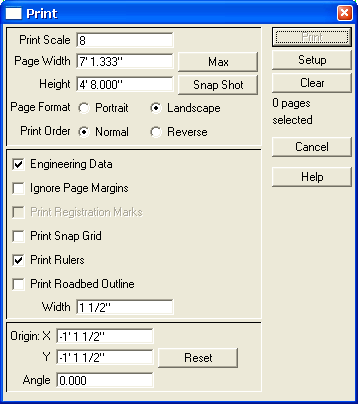 Print
Print Scale 8 Print
Page Width 7' 1.333" Max Setup
Height 4' 8.000" Snap Shot Clear
Page Format Portrait Landscape 0 pages
selected
Print Order Normal Reverse
Cancel
Engineering Data
Help
Ignore Page Margins
Print Registration Marks
Print Snap Grid
Print Rulers
Print Roadbed Outline
Width 1 1/2"
Origin: X -1' 1 1/2"
Y -1' 1 1/2" Reset
Angle 0.000